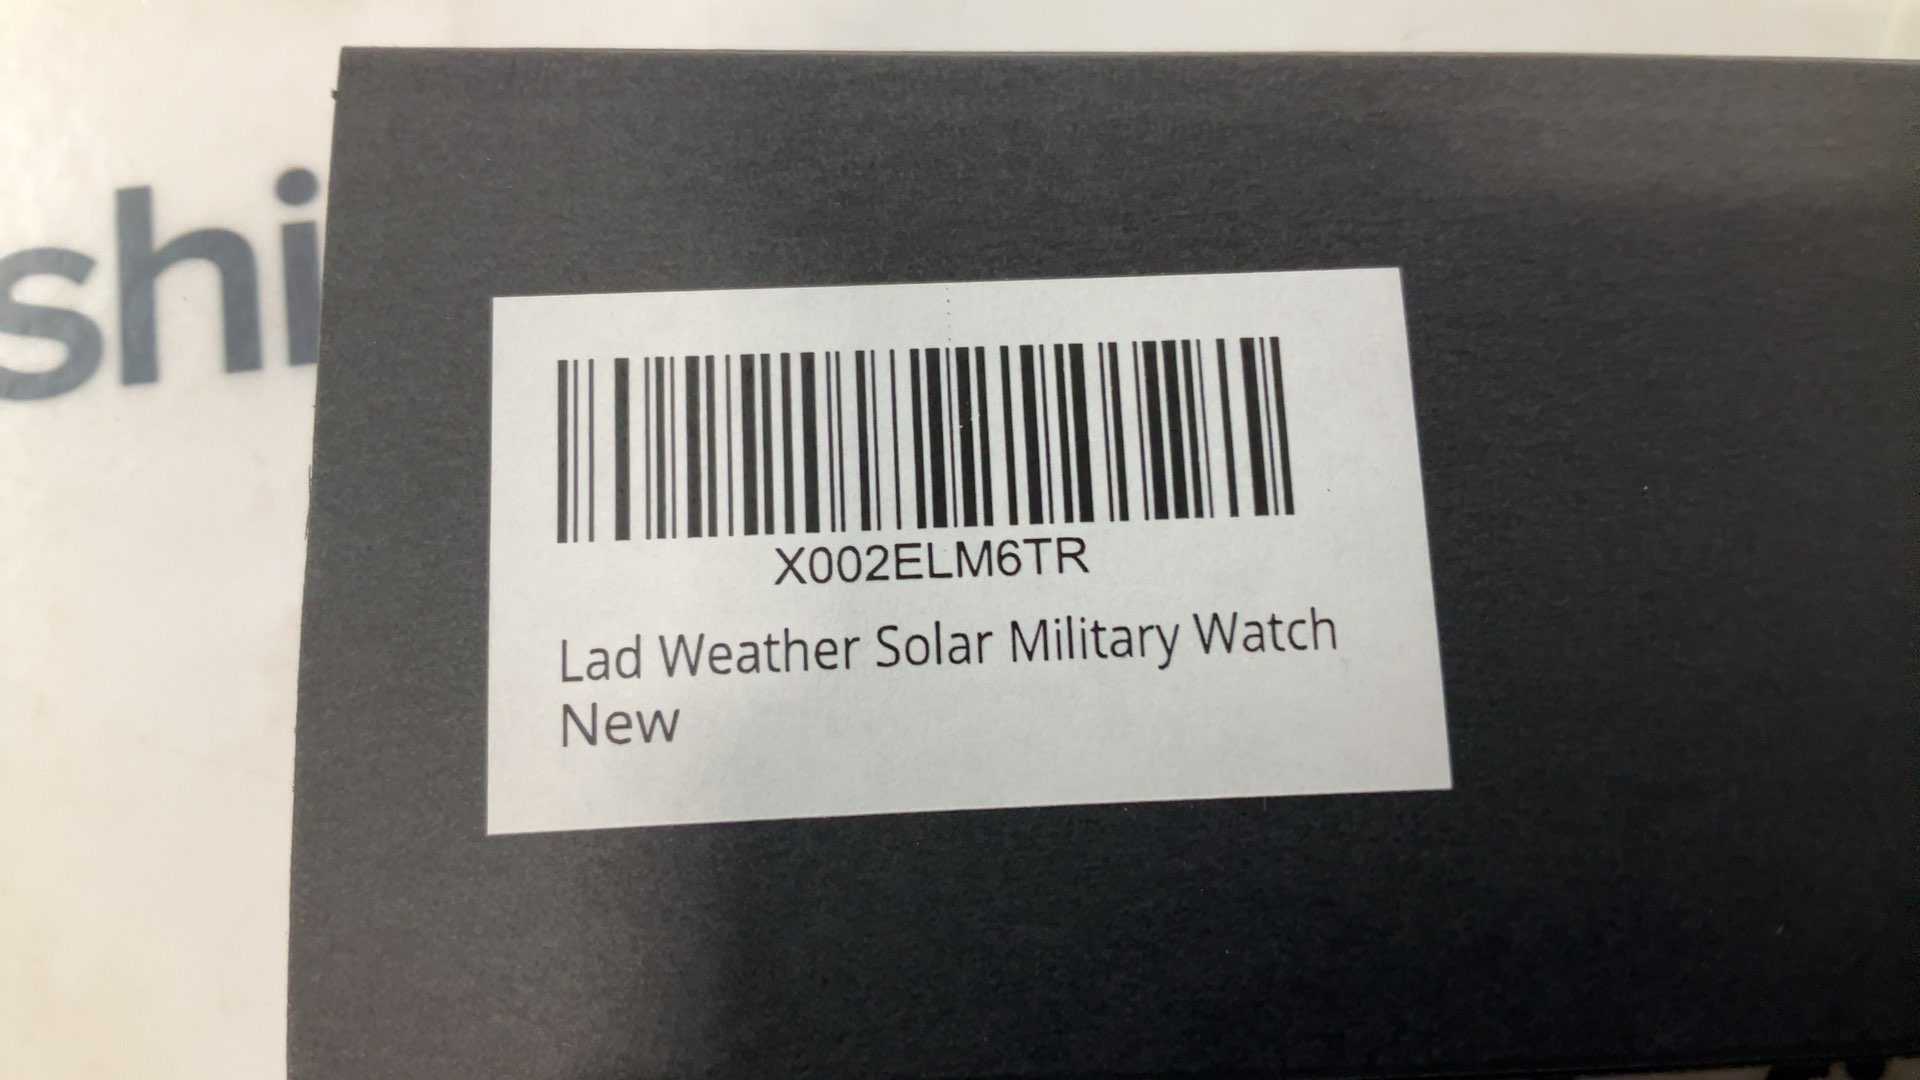 shi
X002ELM6TR
Lad Weather Solar Military Watch
New